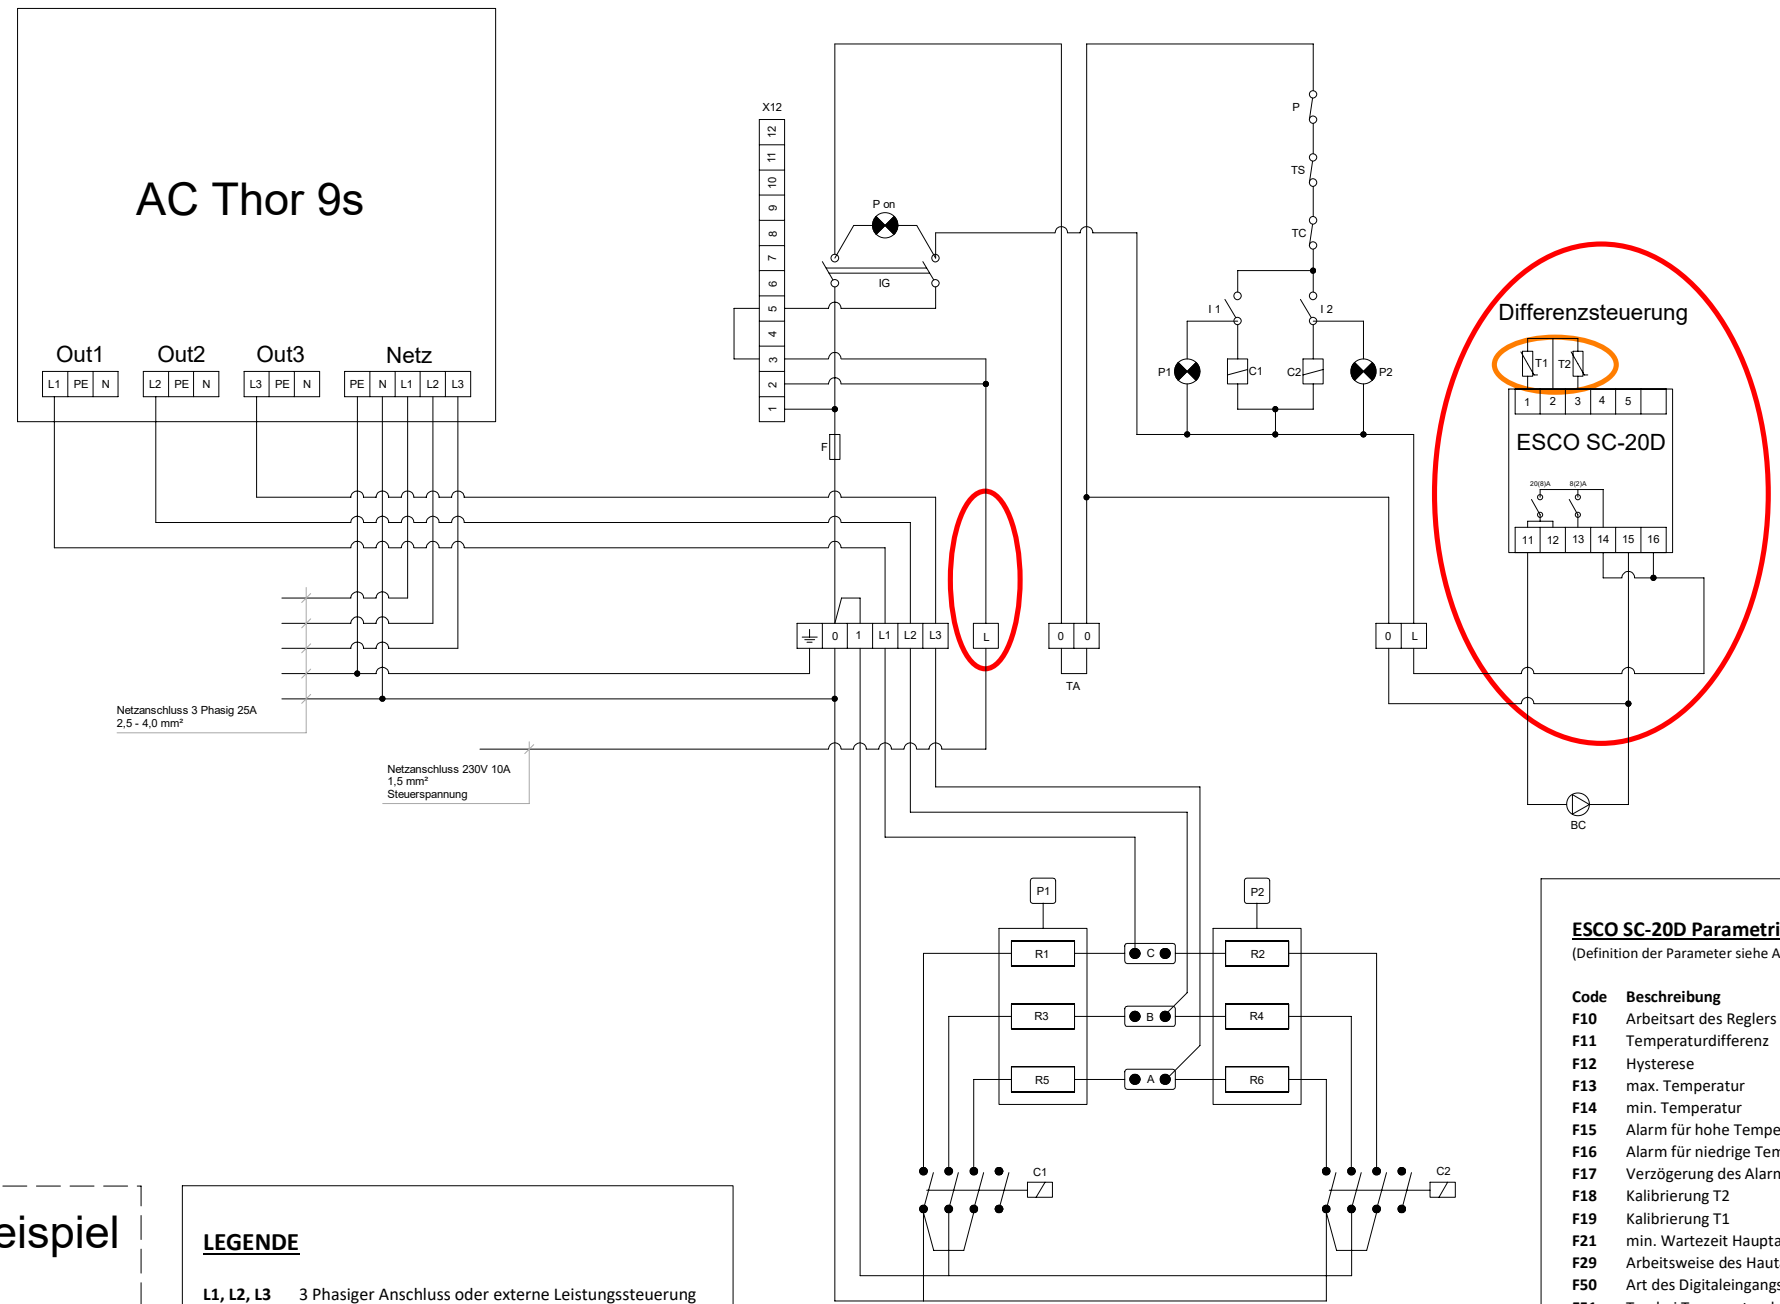 AC Thor 9s
Out1 Out2 Out3 Netz
L1 PE N L2 PE N L3 PE N PE N L1 L2 L3
X12
12
11
10
9
8
7
6
5
4
3
2
1
P on
IG
F
P
TS
TC
I 1 I 2
P1 C1 C2 P2
Differenzsteuerung
T1 T2
1 2 3 4 5
ESCO SC-20D
20(8)A 8(2)A
11 12 13 14 15 16
0 1 L1 L2 L3 L 0 0 0 L
TA
Netzanschluss 3 Phasig 25A
2,5 - 4,0 mm²
Netzanschluss 230V 10A
1,5 mm²
Steuerspannung
BC
P1 P2
R1 C R2
R3 B R4
R5 A R6
C1 C2
ESCO SC-20D Parametri
(Definition der Parameter siehe A
Code Beschreibung
F10 Arbeitsart des Reglers
F11 Temperaturdifferenz
F12 Hysterese
F13 max. Temperatur
F14 min. Temperatur
F15 Alarm für hohe Tempe
F16 Alarm für niedrige Tem
F17 Verzögerung des Alarm
F18 Kalibrierung T2
F19 Kalibrierung T1
F21 min. Wartezeit Haupta
F29 Arbeitsweise des Haut
F50 Art des Digitaleingangs
eispiel
LEGENDE
L1, L2, L3 3 Phasiger Anschluss oder externe Leistungssteuerung